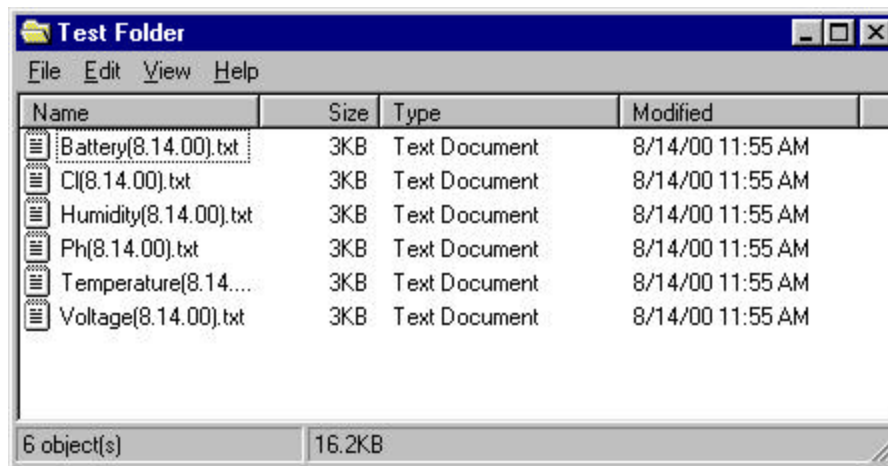 Test Folder
File Edit View Help
Name Size Type Modified
Battery(8.14.00).txt 3KB Text Document 8/14/00 11:55 AM
Cl(8.14.00).txt 3KB Text Document 8/14/00 11:55 AM
Humidity(8.14.00).txt 3KB Text Document 8/14/00 11:55 AM
Ph(8.14.00).txt 3KB Text Document 8/14/00 11:55 AM
Temperature(8.14.... 3KB Text Document 8/14/00 11:55 AM
Voltage(8.14.00).txt 3KB Text Document 8/14/00 11:55 AM
6 object(s) 16.2KB